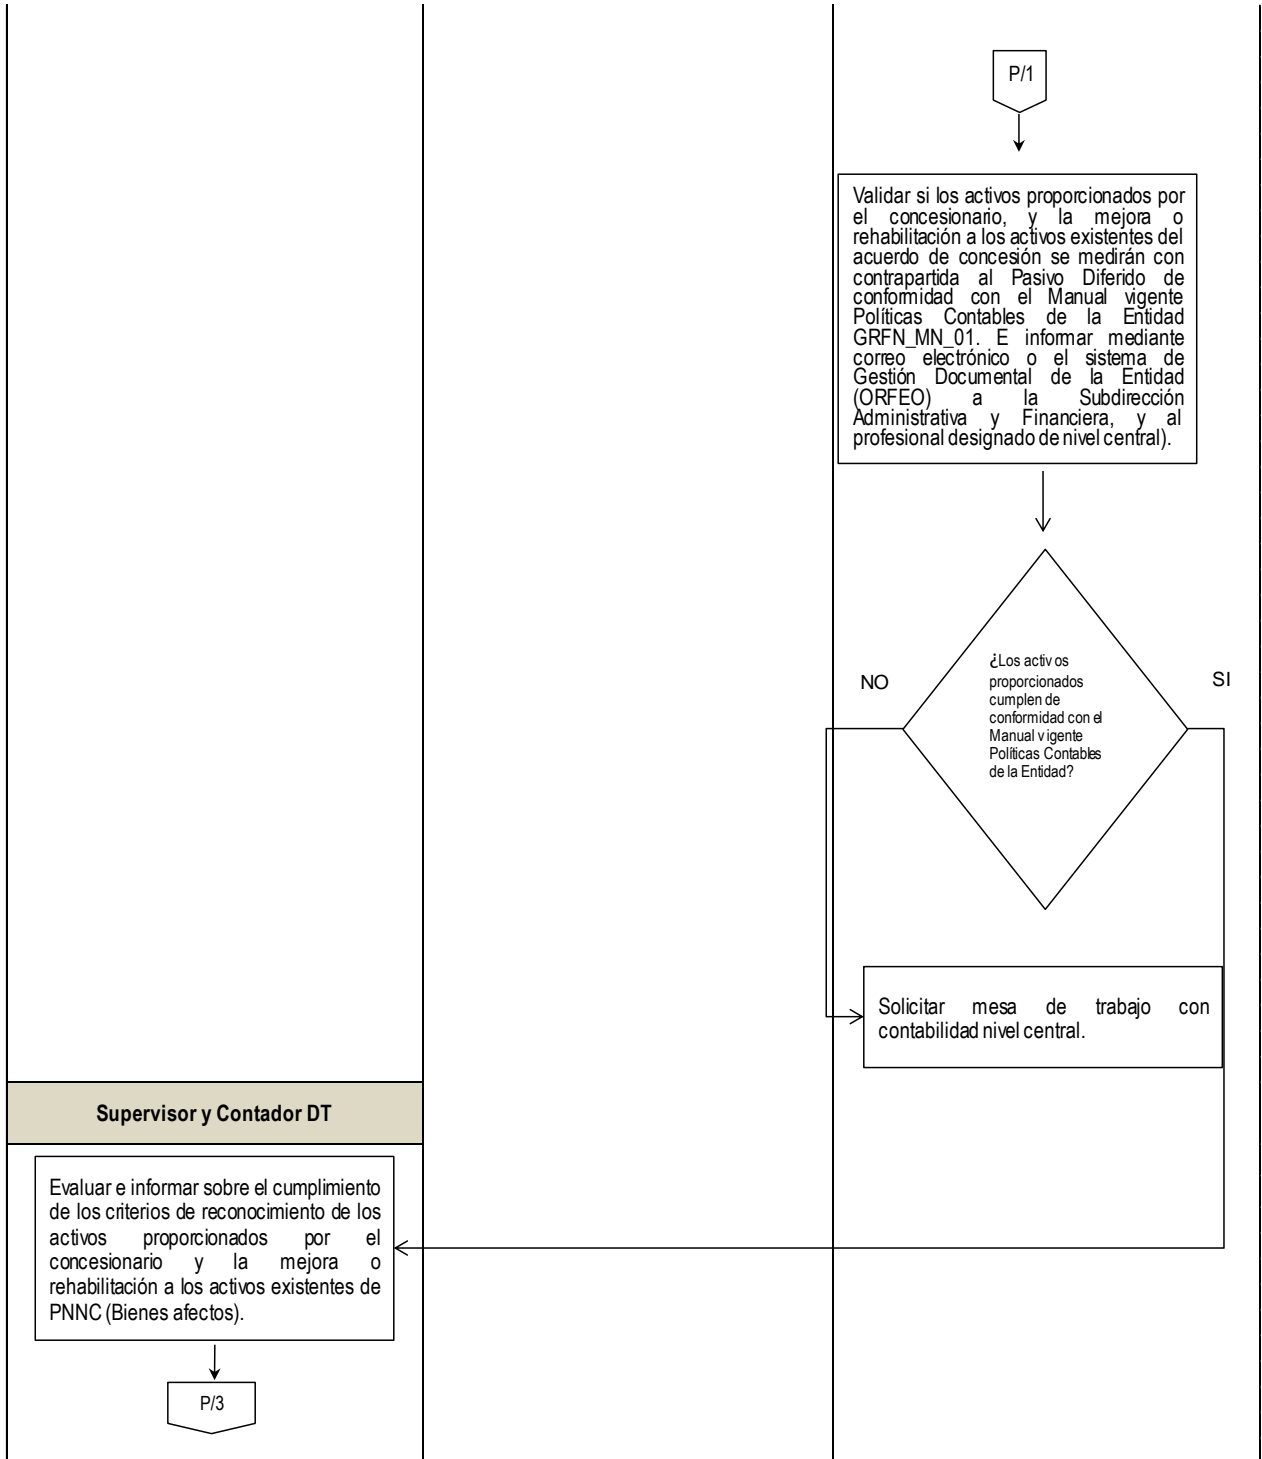 P/1
Validar si los activos proporcionados por
el concesionario, y la mejora o
rehabilitación a los activos existentes del
acuerdo de concesión se medirán con
contrapartida al Pasivo Diferido de
conformidad con el Manual vigente
Políticas Contables de la Entidad
GRFN_MN_01. E informar mediante
correo electrónico o el sistema de
Gestión Documental de la Entidad
(ORFEO) a la Subdirección
Administrativa y Financiera, y al
profesional designado de nivel central).
¿Los activos
proporcionados
cumplen de
conformidad con el
Manual vigente
Políticas Contables
de la Entidad?
NO
SI
Solicitar mesa de trabajo con
contabilidad nivel central.
Supervisor y Contador DT
Evaluar e informar sobre el cumplimiento
de los criterios de reconocimiento de los
activos proporcionados por el
concesionario y la mejora o
rehabilitación a los activos existentes de
PNNC (Bienes afectos).
P/3